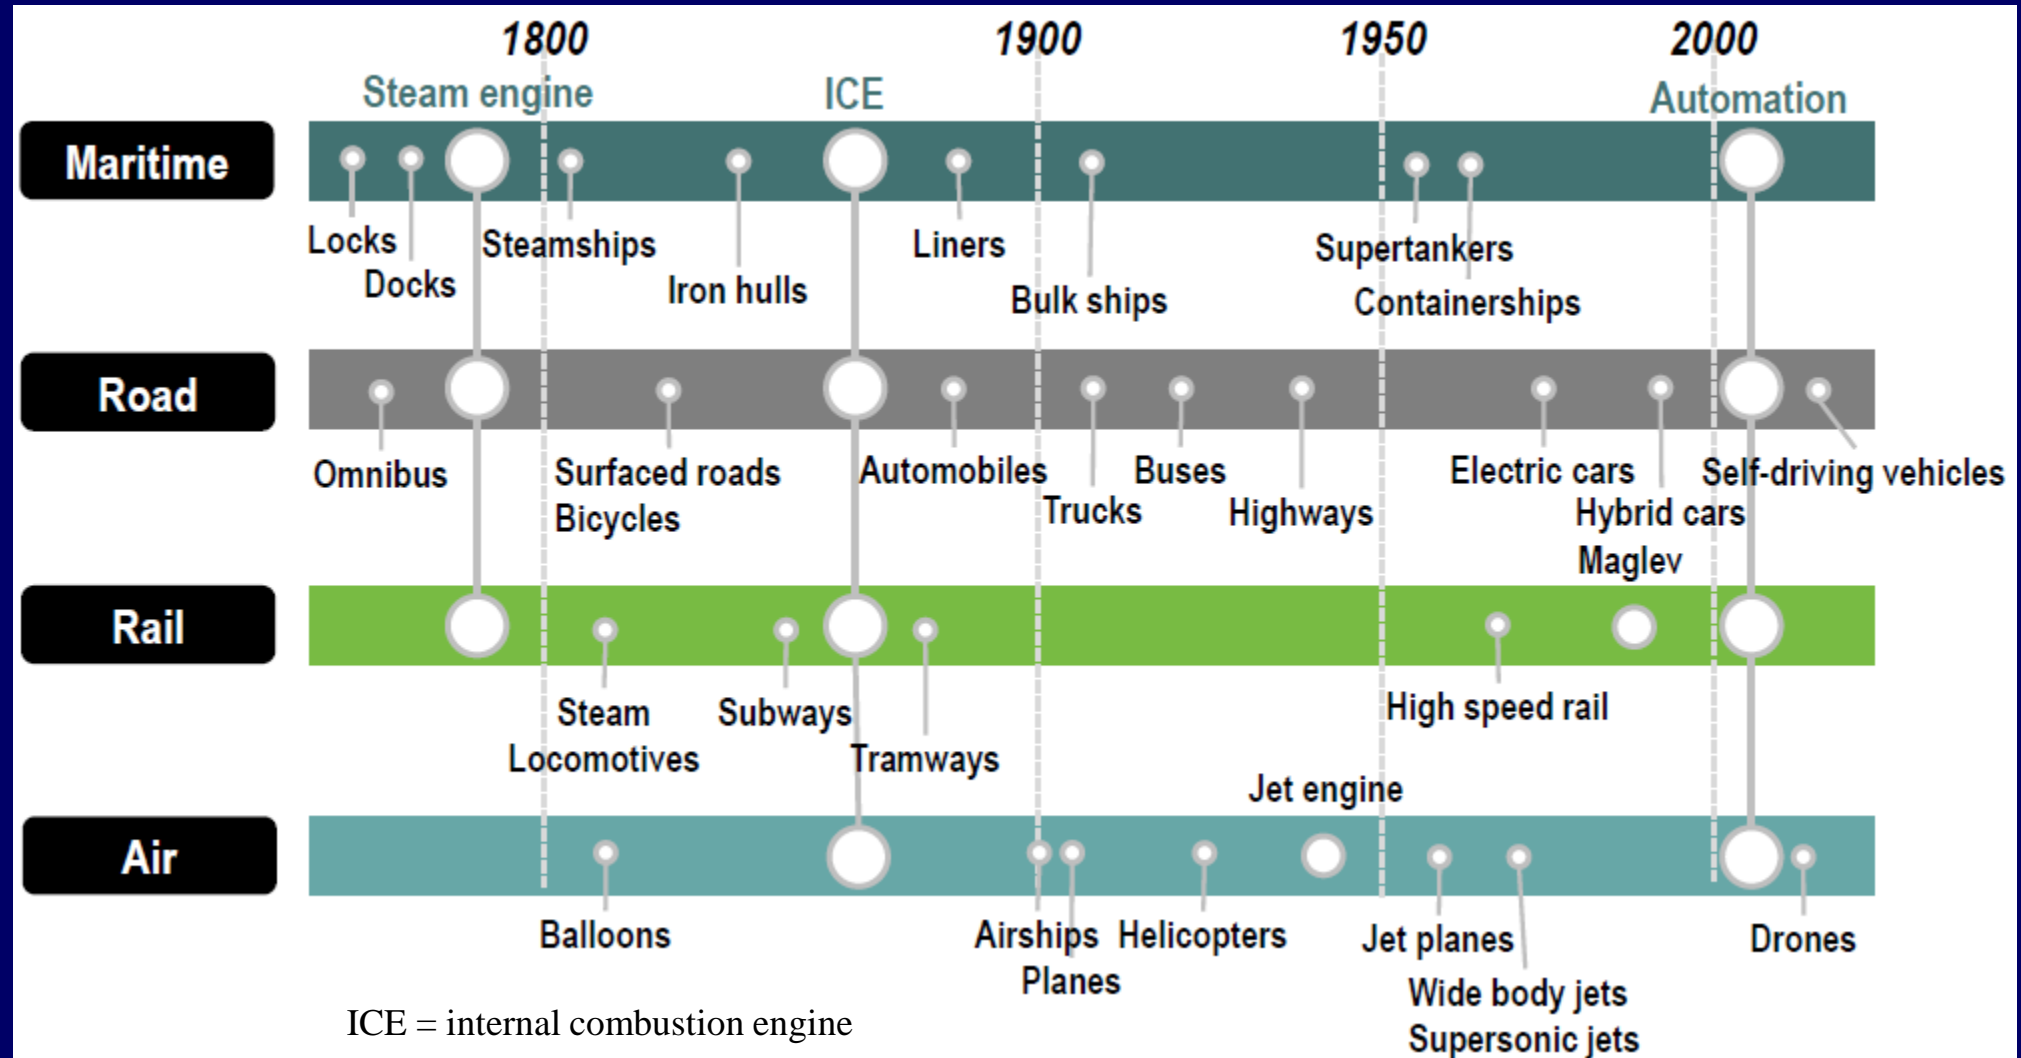 1800
1900
1950
2000
Steam engine
ICE
Automation
Maritime
Locks
Docks
Steamships
Iron hulls
Liners
Bulk ships
Supertankers
Containerships
Road
Omnibus
Surfaced roads
Bicycles
Automobiles
Trucks
Buses
Highways
Electric cars
Hybrid cars
Self-driving vehicles
Maglev
Rail
Steam
Locomotives
Subways
Tramways
High speed rail
Jet engine
Air
Balloons
Airships
Planes
Helicopters
Jet planes
Wide body jets
Supersonic jets
Drones
ICE = internal combustion engine